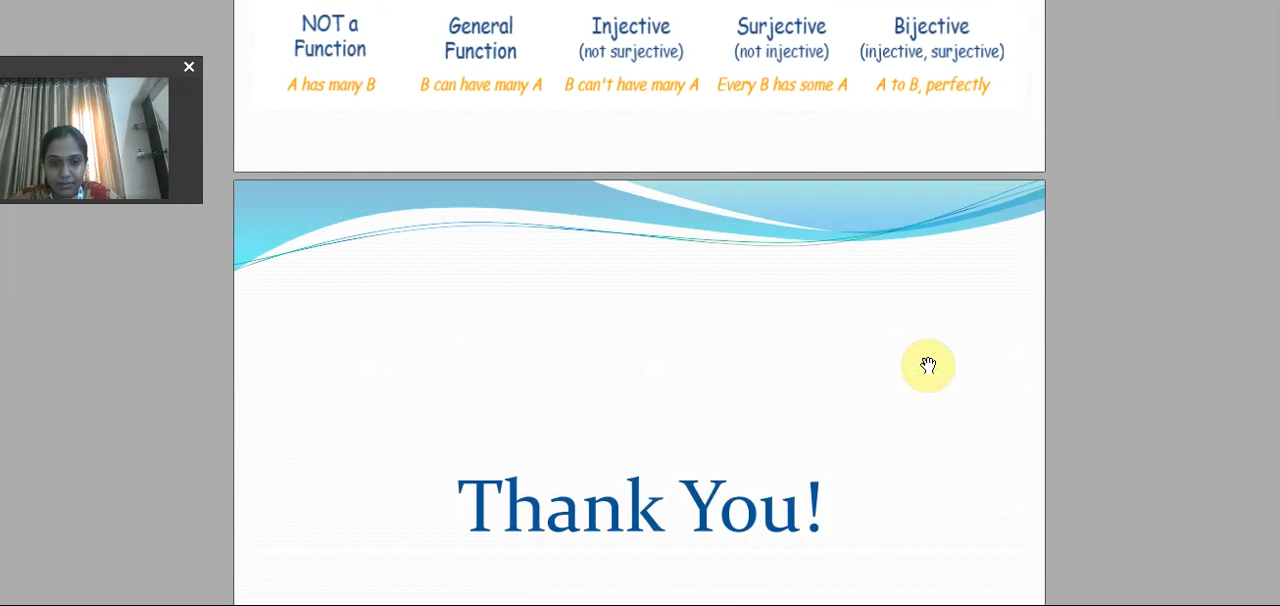 NOT a General Injective Surjective Bijective
Function Function (not surjective) (not injective) (injective, surjective)
A has many B B can have many A B can't have many A Every B has some A A to B, perfectly
Thank You!